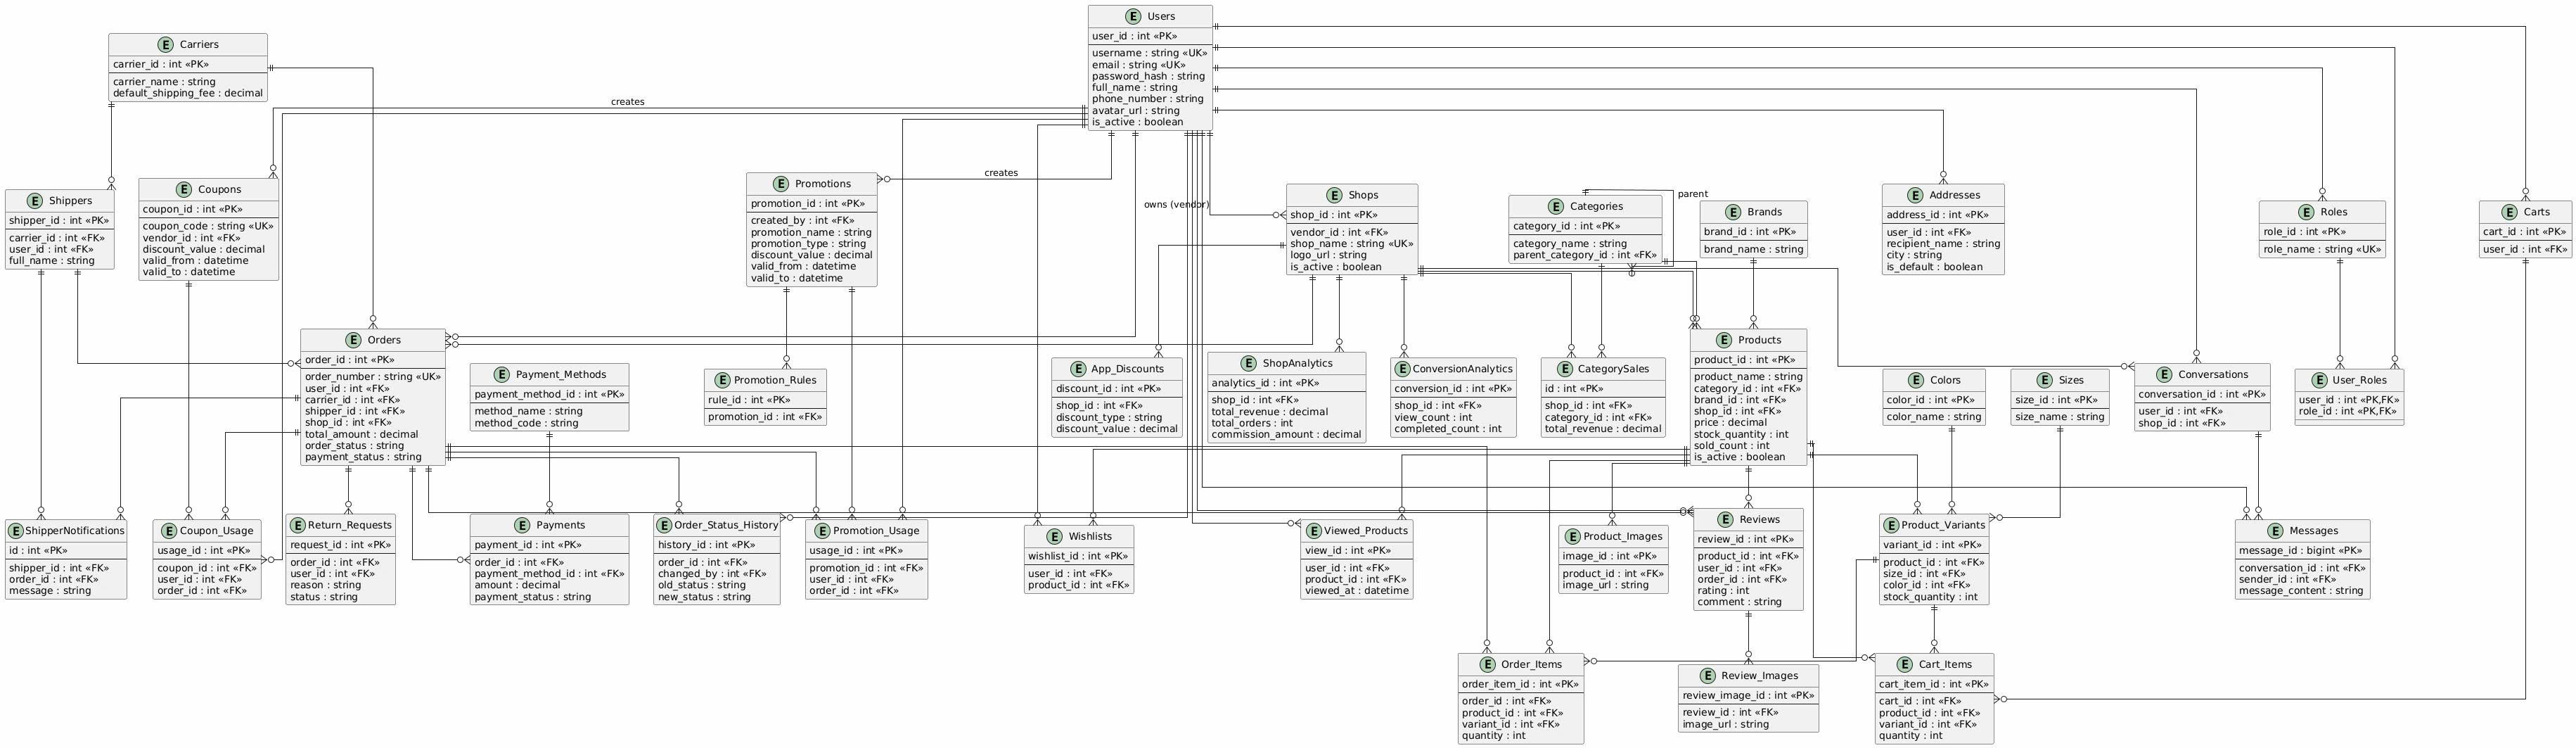 E Users
user_id : int «PK»
username : string «UK»
email : string «UK»
password_hash : string
full_name : string
phone_number : string
avatar_url : string
is_active : boolean
E Carriers
carrier_id : int «PK»
carrier_name : string
default_shipping_fee : decimal
creates
creates
owns (vendor)
parent
E Shippers
shipper_id : int «PK»
carrier_id : int «FK»
user_id : int «FK»
full_name : string
E Coupons
coupon_id : int «PK»
coupon_code : string «UK»
vendor_id : int «FK»
discount_value : decimal
valid_from : datetime
valid_to : datetime
E Promotions
promotion_id : int «PK»
created_by : int «FK»
promotion_name : string
promotion_type : string
discount_value : decimal
valid_from : datetime
valid_to : datetime
E Shops
shop_id : int «PK»
vendor_id : int «FK»
shop_name : string «UK»
logo_url : string
is_active : boolean
E Categories
category_id : int «PK»
category_name : string
parent_category_id : int «FK»
E Brands
brand_id : int «PK»
brand_name : string
E Addresses
address_id : int «PK»
user_id : int «FK»
recipient_name : string
city : string
is_default : boolean
E Roles
role_id : int «PK»
role_name : string «UK»
E Carts
cart_id : int «PK»
user_id : int «FK»
E Orders
order_id : int «PK»
order_number : string «UK»
user_id : int «FK»
carrier_id : int «FK»
shipper_id : int «FK»
shop_id : int «FK»
total_amount : decimal
order_status : string
payment_status : string
E Payment_Methods
payment_method_id : int «PK»
method_name : string
method_code : string
E Promotion_Rules
rule_id : int «PK»
promotion_id : int «FK»
E App_Discounts
discount_id : int «PK»
shop_id : int «FK»
discount_type : string
discount_value : decimal
E ShopAnalytics
analytics_id : int «PK»
shop_id : int «FK»
total_revenue : decimal
total_orders : int
commission_amount : decimal
E ConversionAnalytics
conversion_id : int «PK»
shop_id : int «FK»
view_count : int
completed_count : int
E CategorySales
id : int «PK»
shop_id : int «FK»
category_id : int «FK»
total_revenue : decimal
E Products
product_id : int «PK»
product_name : string
category_id : int «FK»
brand_id : int «FK»
shop_id : int «FK»
price : decimal
stock_quantity : int
sold_count : int
is_active : boolean
E Colors
color_id : int «PK»
color_name : string
E Sizes
size_id : int «PK»
size_name : string
E Conversations
conversation_id : int «PK»
user_id : int «FK»
shop_id : int «FK»
E User_Roles
user_id : int «PK,FK»
role_id : int «PK,FK»
E ShipperNotifications
id : int «PK»
shipper_id : int «FK»
order_id : int «FK»
message : string
E Coupon_Usage
usage_id : int «PK»
coupon_id : int «FK»
user_id : int «FK»
order_id : int «FK»
E Return_Requests
request_id : int «PK»
order_id : int «FK»
user_id : int «FK»
reason : string
status : string
E Payments
payment_id : int «PK»
order_id : int «FK»
payment_method_id : int «FK»
amount : decimal
payment_status : string
E Order_Status_History
history_id : int «PK»
order_id : int «FK»
changed_by : int «FK»
old_status : string
new_status : string
E Promotion_Usage
usage_id : int «PK»
promotion_id : int «FK»
user_id : int «FK»
order_id : int «FK»
E Wishlists
wishlist_id : int «PK»
user_id : int «FK»
product_id : int «FK»
E Viewed_Products
view_id : int «PK»
user_id : int «FK»
product_id : int «FK»
viewed_at : datetime
E Product_Images
image_id : int «PK»
product_id : int «FK»
image_url : string
E Reviews
review_id : int «PK»
product_id : int «FK»
user_id : int «FK»
order_id : int «FK»
rating : int
comment : string
E Product_Variants
variant_id : int «PK»
product_id : int «FK»
size_id : int «FK»
color_id : int «FK»
stock_quantity : int
E Messages
message_id : bigint «PK»
conversation_id : int «FK»
sender_id : int «FK»
message_content : string
E Order_Items
order_item_id : int «PK»
order_id : int «FK»
product_id : int «FK»
variant_id : int «FK»
quantity : int
E Review_Images
review_image_id : int «PK»
review_id : int «FK»
image_url : string
E Cart_Items
cart_item_id : int «PK»
cart_id : int «FK»
product_id : int «FK»
variant_id : int «FK»
quantity : int